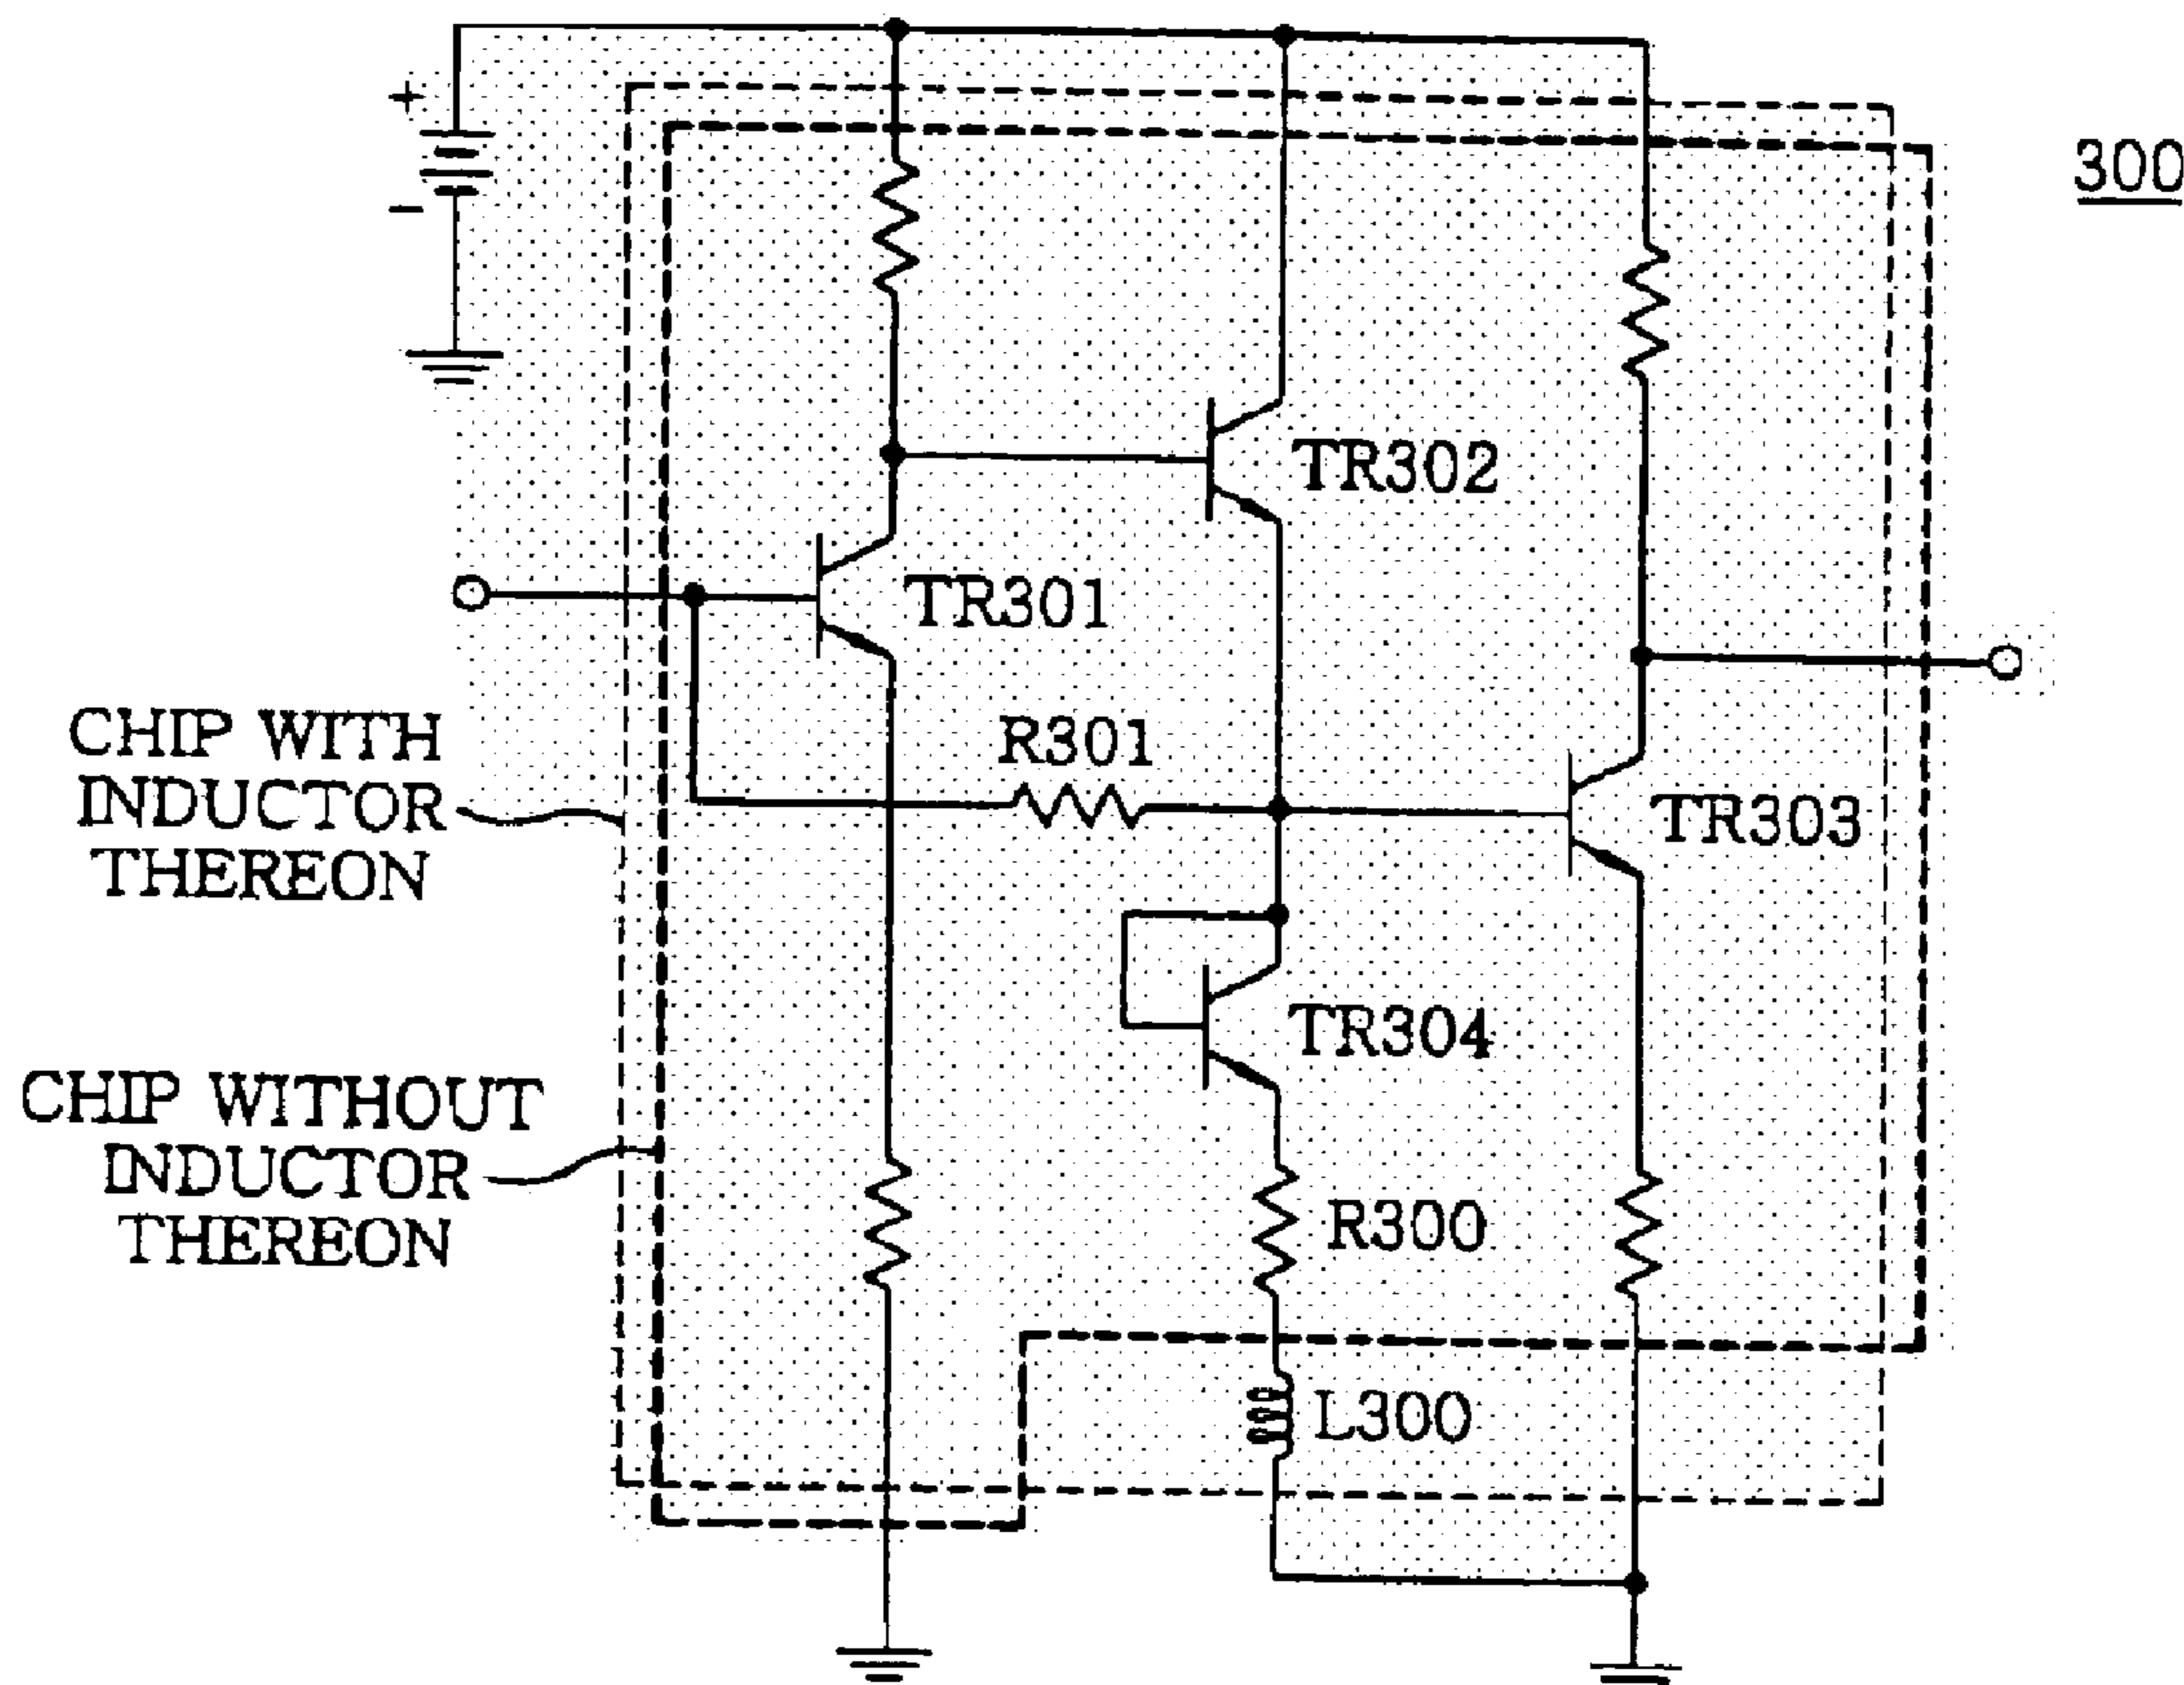 +
300
−
TR302
TR301
CHIP WITH
INDUCTOR
THEREON
R301
TR303
TR304
CHIP WITHOUT
INDUCTOR
THEREON
R300
L300